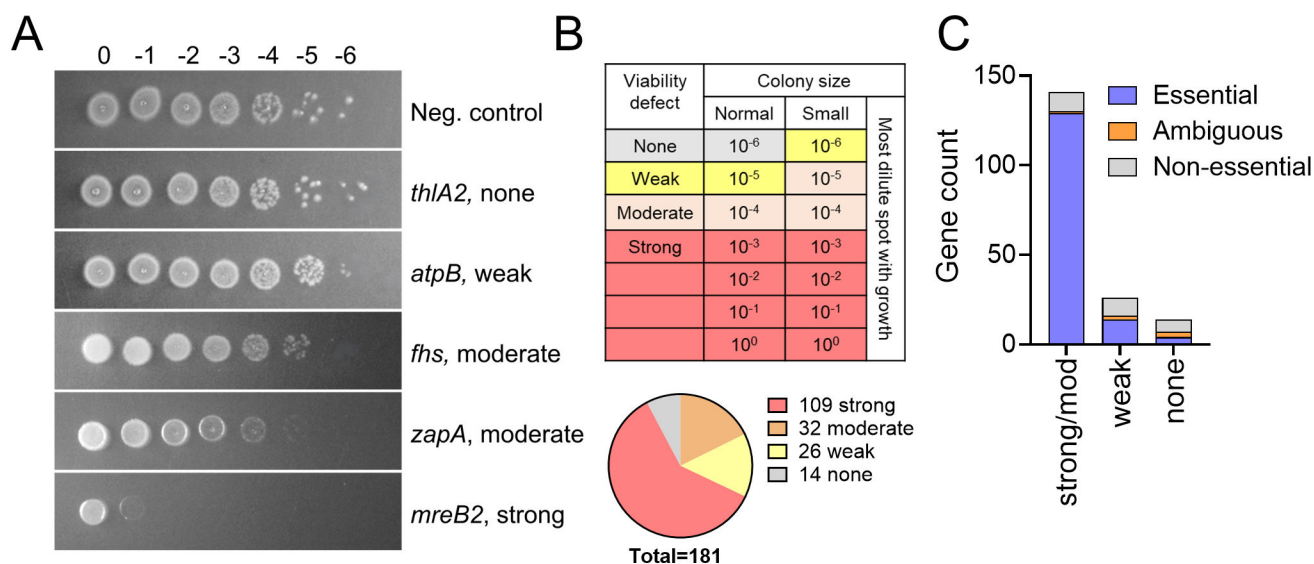 A
0 -1 -2 -3 -4 -5 -6
Neg. control
thlA2, none
atpB, weak
fhs, moderate
zapA, moderate
mreB2, strong
B
Viability defect
Colony size
Normal Small
Most dilute spot with growth
None 10⁻⁶ 10⁻⁶
Weak 10⁻⁵ 10⁻⁵
Moderate 10⁻⁴ 10⁻⁴
Strong 10⁻³ 10⁻³
10⁻² 10⁻²
10⁻¹ 10⁻¹
10⁰ 10⁰
109 strong
32 moderate
26 weak
14 none
Total=181
C
Gene count
150
100
50
0
Essential
Ambiguous
Non-essential
strong/mod
weak
none